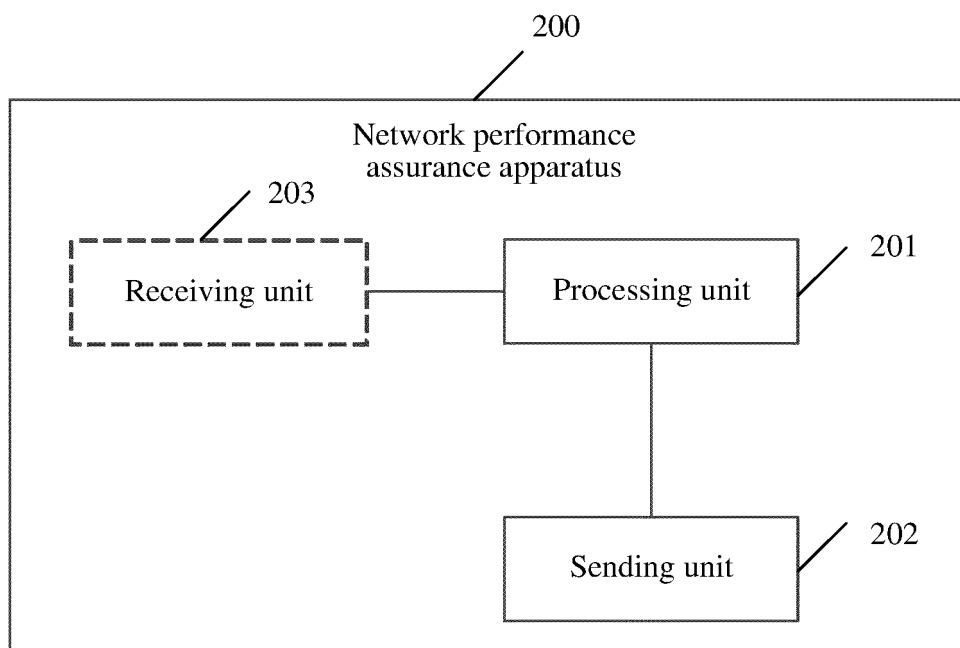 200
Network performance
assurance apparatus
203
Receiving unit
Processing unit
201
Sending unit
202